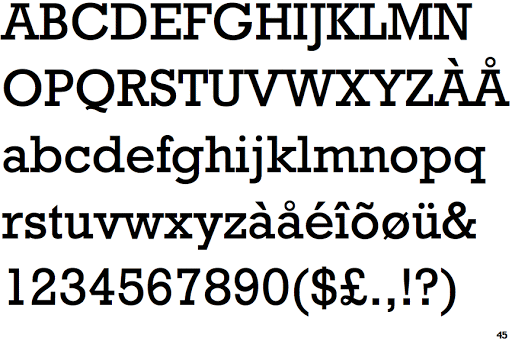 ABCDEFGHIJKLMN
OPQRSTUVWXYZÀÅ
abcdefghijklmnopq
rstuvwxyzàåéîõøü&
1234567890($£.,!?)
45